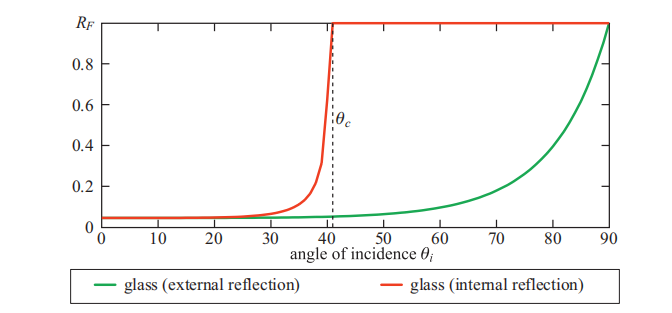 R_F
0.8
0.6
0.4
0.2
0
θ_c
0 10 20 30 40 50 60 70 80 90
angle of incidence θ_i
glass (external reflection) glass (internal reflection)